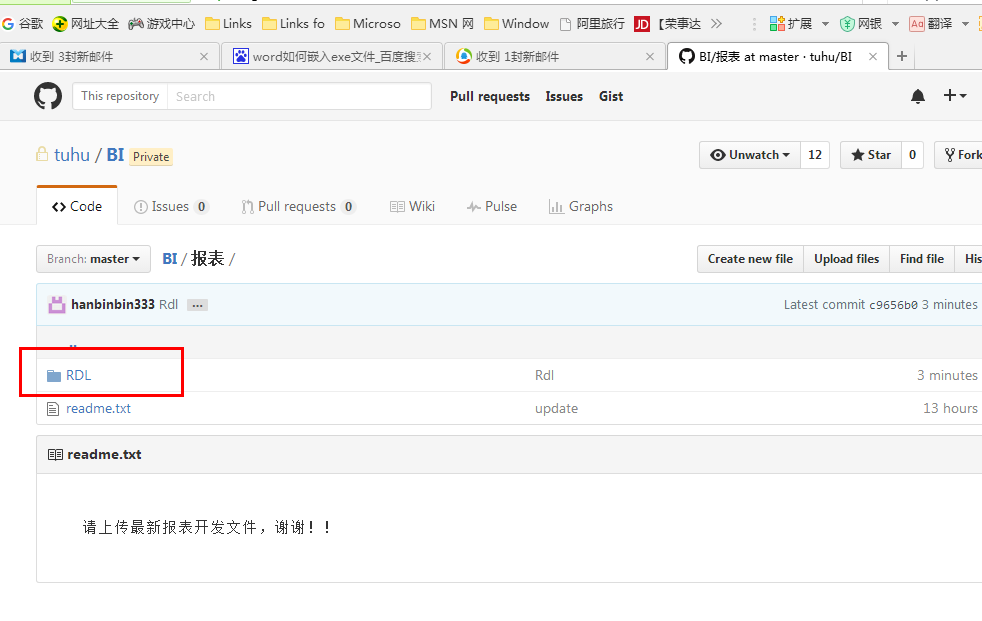 谷歌 网址大全 游戏中心 Links Links fo Microso MSN 网 Window 阿里旅行 JD 【荣事达 » 扩展 网银 Aa 翻译
收到 3封新邮件 × word如何嵌入exe文件_百度搜 × 收到 1封新邮件 × BI/报表 at master · tuhu/BI × +
This repository Search Pull requests Issues Gist
tuhu / BI Private Unwatch 12 Star 0 Fork
Code Issues 0 Pull requests 0 Wiki Pulse Graphs
Branch: master BI / 报表 / Create new file Upload files Find file His
hanbinbin333 Rdl … Latest commit c9656b0 3 minutes
..
RDL Rdl 3 minutes
readme.txt update 13 hours
readme.txt
请上传最新报表开发文件，谢谢！！